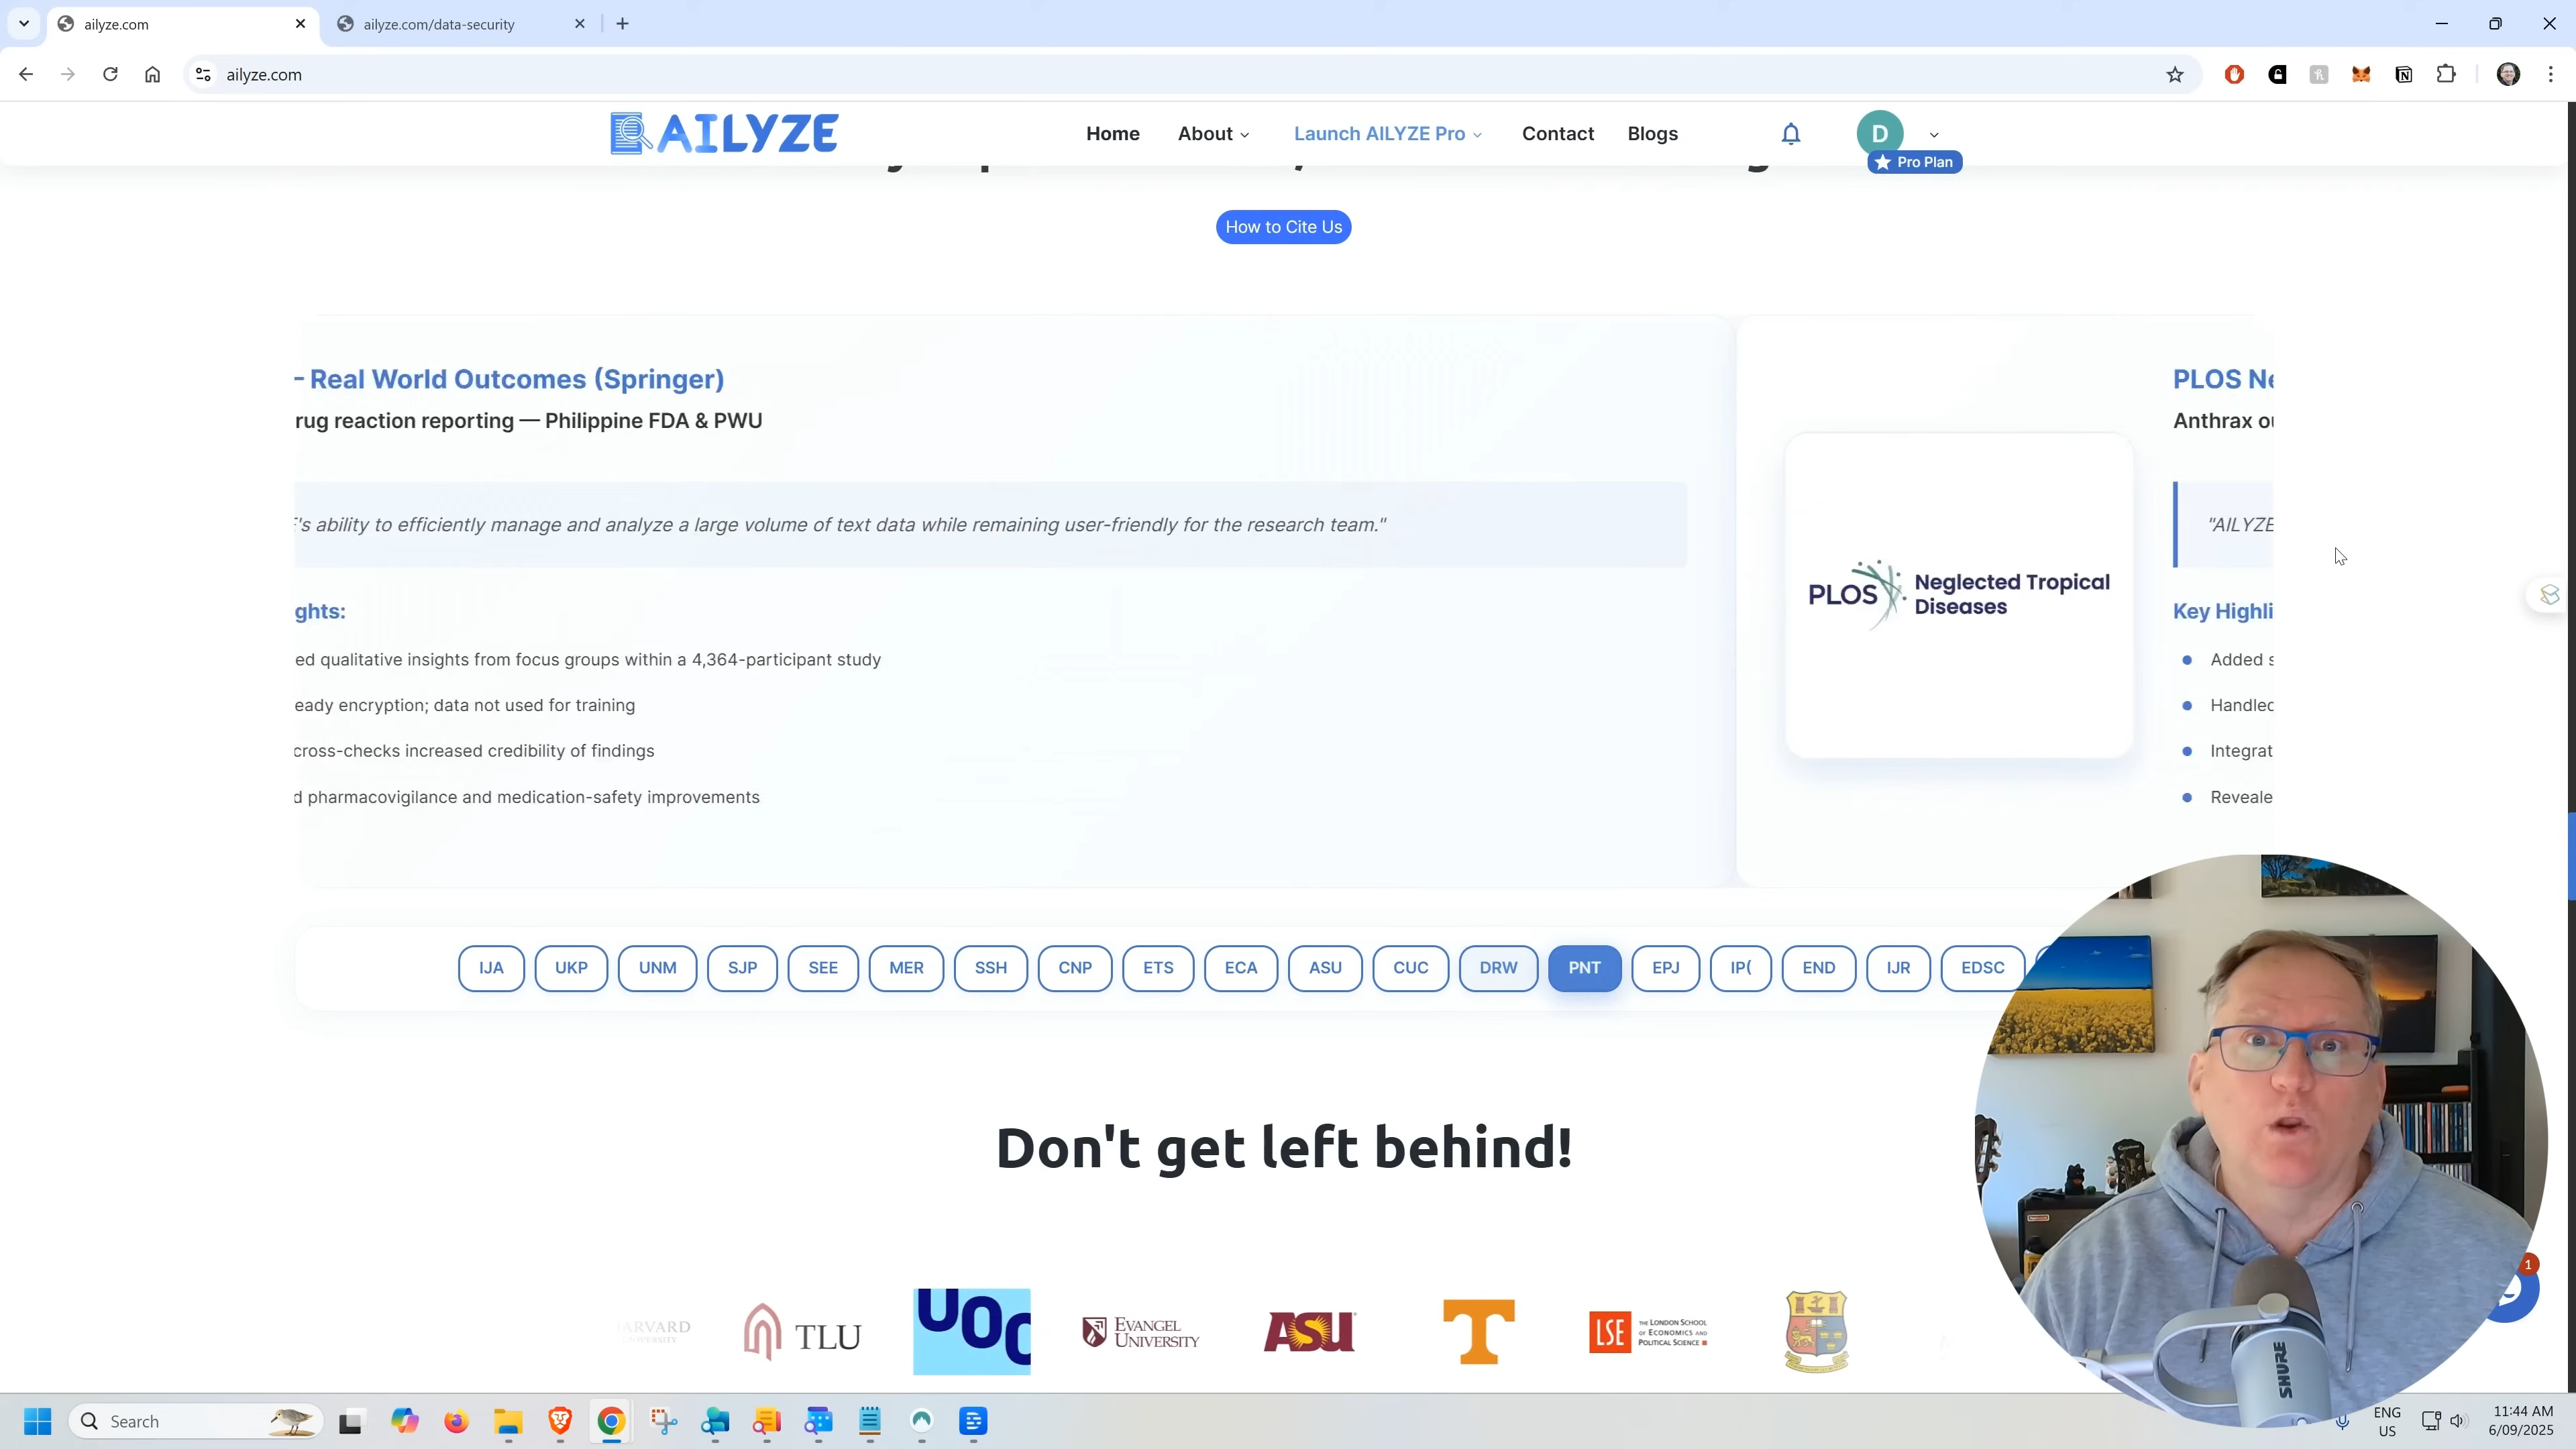 ailyze.com
ailyze.com/data-security
ailyze.com
AILYZE
Home
About
Launch AILYZE Pro
Contact
Blogs
D
Pro Plan
How to Cite Us
- Real World Outcomes (Springer)
rug reaction reporting — Philippine FDA & PWU
's ability to efficiently manage and analyze a large volume of text data while remaining user-friendly for the research team."
ghts:
ed qualitative insights from focus groups within a 4,364-participant study
eady encryption; data not used for training
cross-checks increased credibility of findings
d pharmacovigilance and medication-safety improvements
PLOS Neglected Tropical
Diseases
PLOS Ne
Anthrax ou
"AILYZE
Key Highli
Added s
Handled
Integrat
Reveale
IJA
UKP
UNM
SJP
SEE
MER
SSH
CNP
ETS
ECA
ASU
CUC
DRW
PNT
EPJ
IP(
END
IJR
EDSC
Don't get left behind!
TLU
UOC
EVANGEL
UNIVERSITY
ASU
T
LSE
THE LONDON SCHOOL
OF ECONOMICS AND
POLITICAL SCIENCE
SHURE
1
Search
ENG
US
11:44 AM
6/09/2025